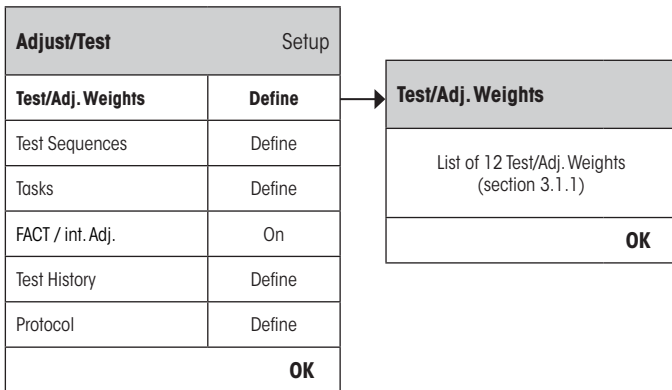 Adjust/Test Setup
Test/Adj. Weights Define
Test Sequences Define
Tasks Define
FACT / int. Adj. On
Test History Define
Protocol Define
OK
Test/Adj. Weights
List of 12 Test/Adj. Weights
(section 3.1.1)
OK